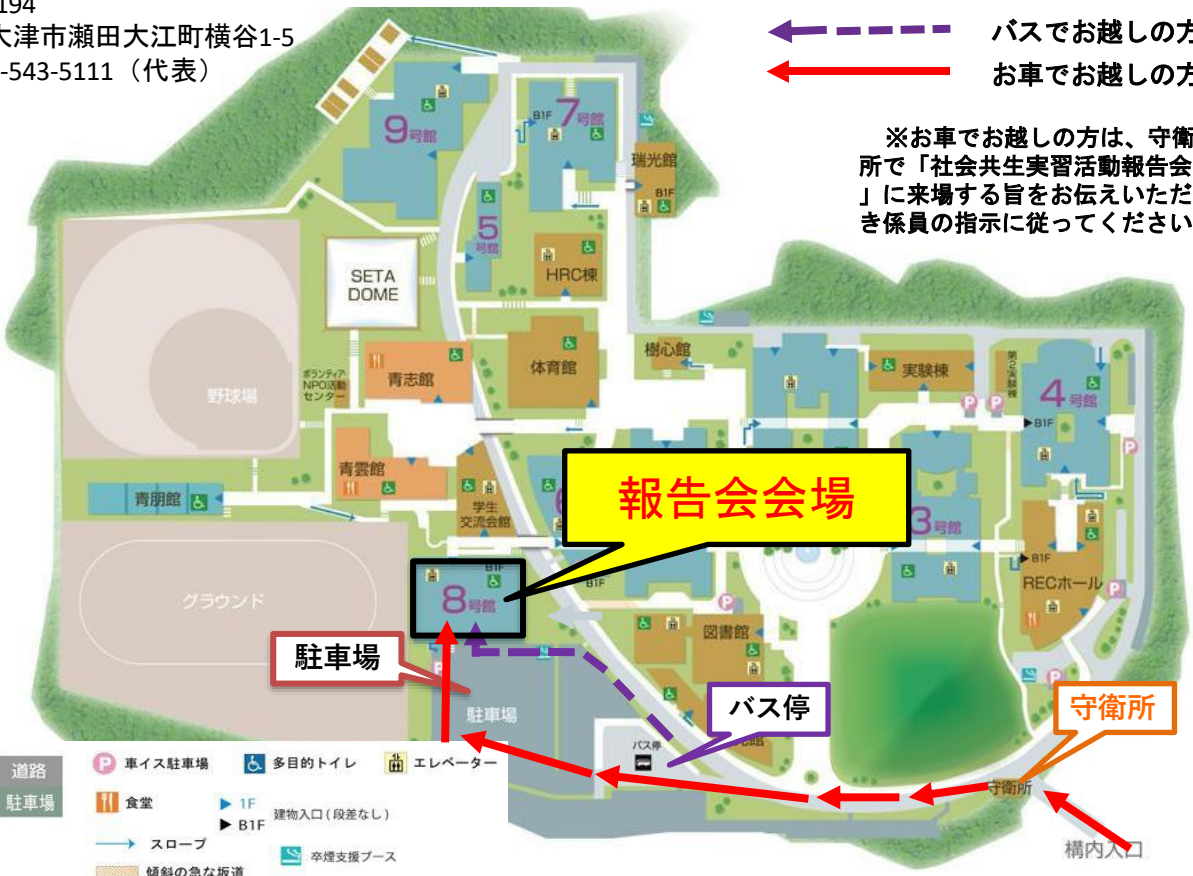 194
大津市瀬田大江町横谷1-5
-543-5111（代表）
バスでお越しの方
お車でお越しの方
※お車でお越しの方は、守衛
所で「社会共生実習活動報告会
」に来場する旨をお伝えいただ
き係員の指示に従ってください
9号館
B1F
7号館
瑞光館
B1F
5号館
HRC棟
SETA
DOME
体育館
樹心館
実験棟
第2実験棟
4号館
B1F
野球場
ボランティア・
NPO活動
センター
青志館
青雲館
青朋館
学生
交流会館
報告会会場
3号館
B1F
RECホール
グラウンド
B1F
8号館
B1F
図書館
駐車場
駐車場
バス停
バス停
守衛所
守衛所
構内入口
道路
駐車場
P 車イス駐車場
多目的トイレ
エレベーター
食堂
1F
B1F
建物入口(段差なし)
スロープ
卒煙支援ブース
傾斜の急な坂道